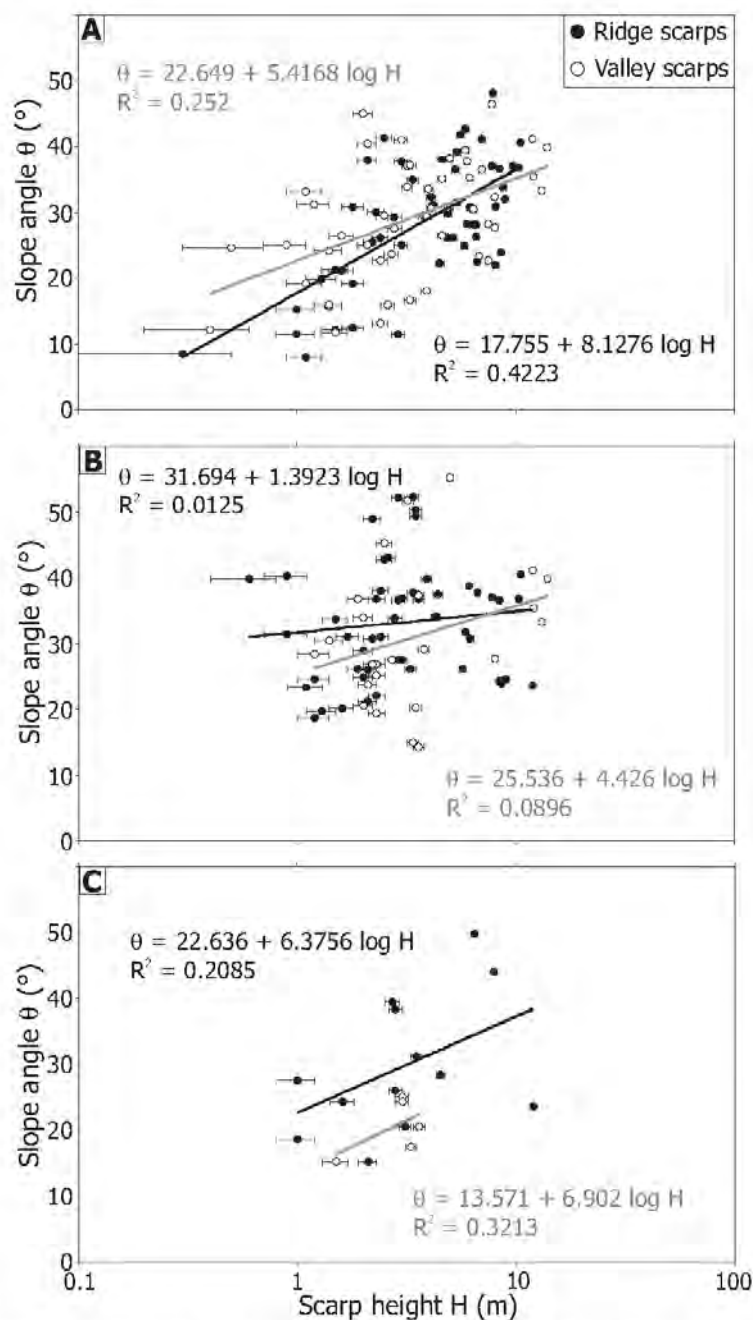 A
Ridge scarps
Valley scarps
θ = 22.649 + 5.4168 log H
R² = 0.252
θ = 17.755 + 8.1276 log H
R² = 0.4223
Slope angle θ (°)
50
40
30
20
10
0
B
θ = 31.694 + 1.3923 log H
R² = 0.0125
θ = 25.536 + 4.426 log H
R² = 0.0896
Slope angle θ (°)
50
40
30
20
10
0
C
θ = 22.636 + 6.3756 log H
R² = 0.2085
θ = 13.571 + 6.902 log H
R² = 0.3213
Slope angle θ (°)
50
40
30
20
10
0
0.1 1 10 100
Scarp height H (m)